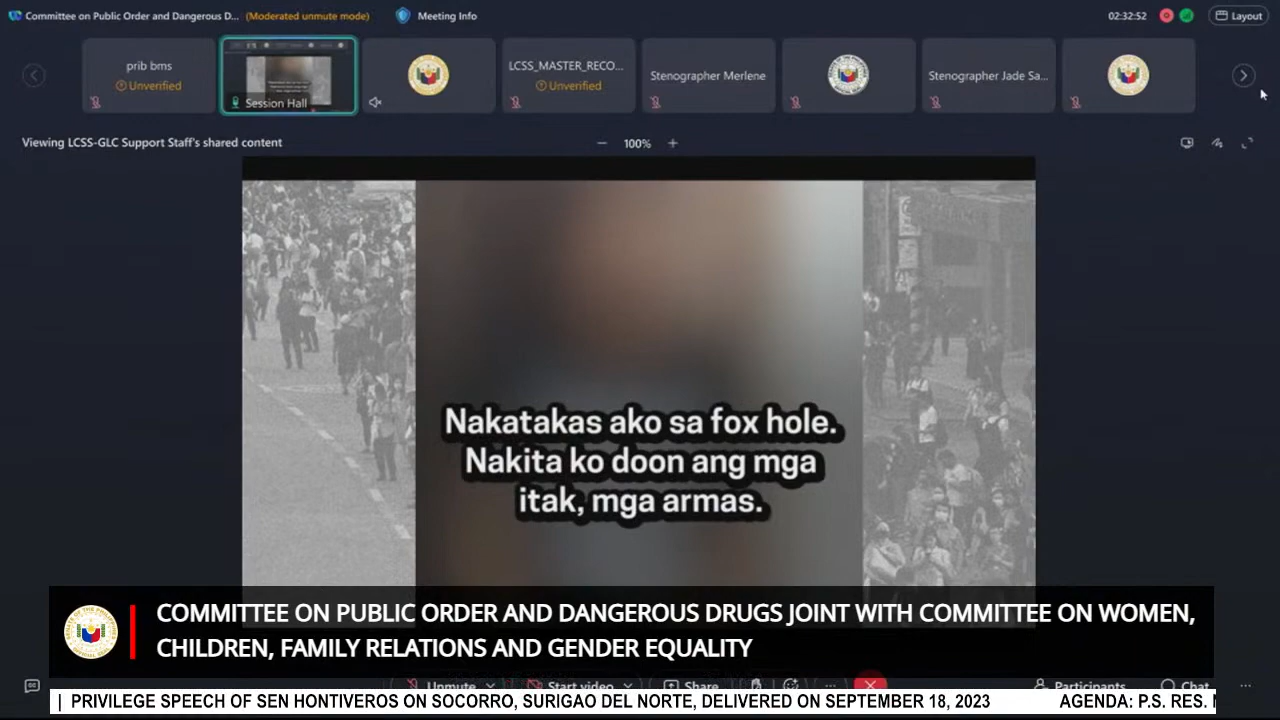 Committee on Public Order and Dangerous D... (Moderated unmute mode) Meeting Info 02:32:52 Layout
prib bms
Unverified
Session Hall
LCSS_MASTER_RECO...
Unverified
Stenographer Merlene
Stenographer Jade Sa...
Viewing LCSS-GLC Support Staff's shared content 100%
Nakatakas ako sa fox hole.
Nakita ko doon ang mga
itak, mga armas.
COMMITTEE ON PUBLIC ORDER AND DANGEROUS DRUGS JOINT WITH COMMITTEE ON WOMEN,
CHILDREN, FAMILY RELATIONS AND GENDER EQUALITY
Unmute Start video Share Participants Chat
| PRIVILEGE SPEECH OF SEN HONTIVEROS ON SOCORRO, SURIGAO DEL NORTE, DELIVERED ON SEPTEMBER 18, 2023 AGENDA: P.S. RES.